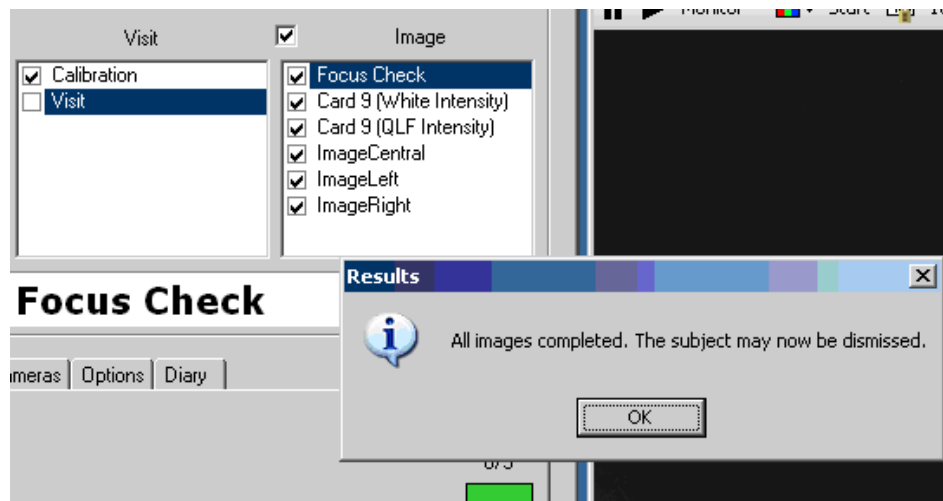 Monitor Start
Visit Image
Calibration
Visit
Focus Check
Card 9 (White Intensity)
Card 9 (QLF Intensity)
ImageCentral
ImageLeft
ImageRight
Focus Check
Results
All images completed. The subject may now be dismissed.
OK
meras Options Diary